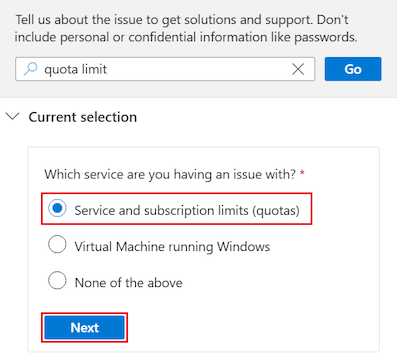 Tell us about the issue to get solutions and support. Don't
include personal or confidential information like passwords.
quota limit
Go
Current selection
Which service are you having an issue with? *
Service and subscription limits (quotas)
Virtual Machine running Windows
None of the above
Next